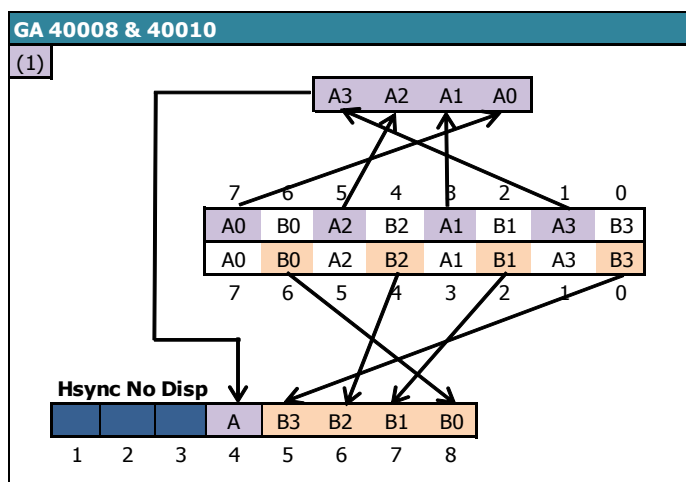 GA 40008 & 40010
(1)
A3 A2 A1 A0
7 6 5 4 3 2 1 0
A0 B0 A2 B2 A1 B1 A3 B3
A0 B0 A2 B2 A1 B1 A3 B3
7 6 5 4 3 2 1 0
Hsync No Disp
A B3 B2 B1 B0
1 2 3 4 5 6 7 8